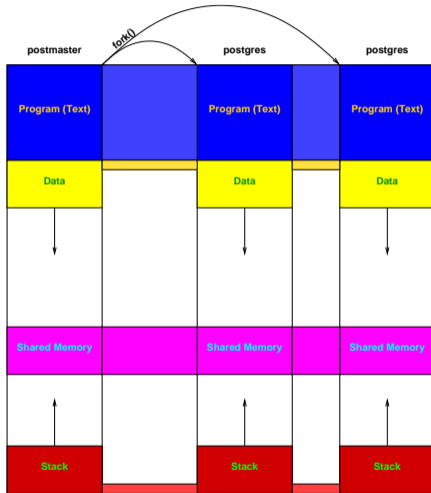 fork()
postmaster postgres postgres
Program (Text) Program (Text) Program (Text)
Data Data Data
Shared Memory Shared Memory Shared Memory
Stack Stack Stack